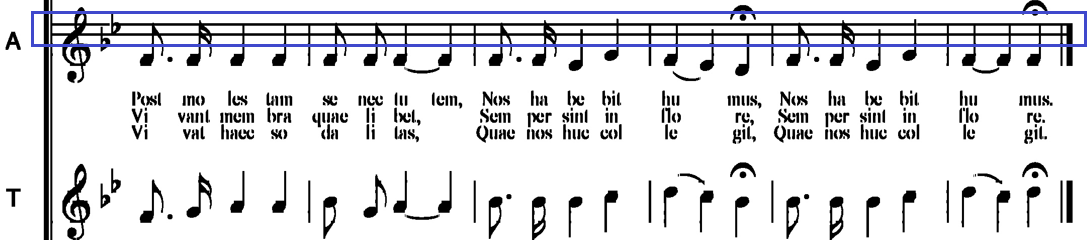 A
Post mo les tam se nec tu tem, Nos ha be bit hu mus, Nos ha be bit hu mus.
Vi vant mem bra quae li bet, Sem per sint in flo re, Sem per sint in flo re.
Vi vat haec so da li tas, Quae nos huc col le git, Quae nos huc col le git.
T